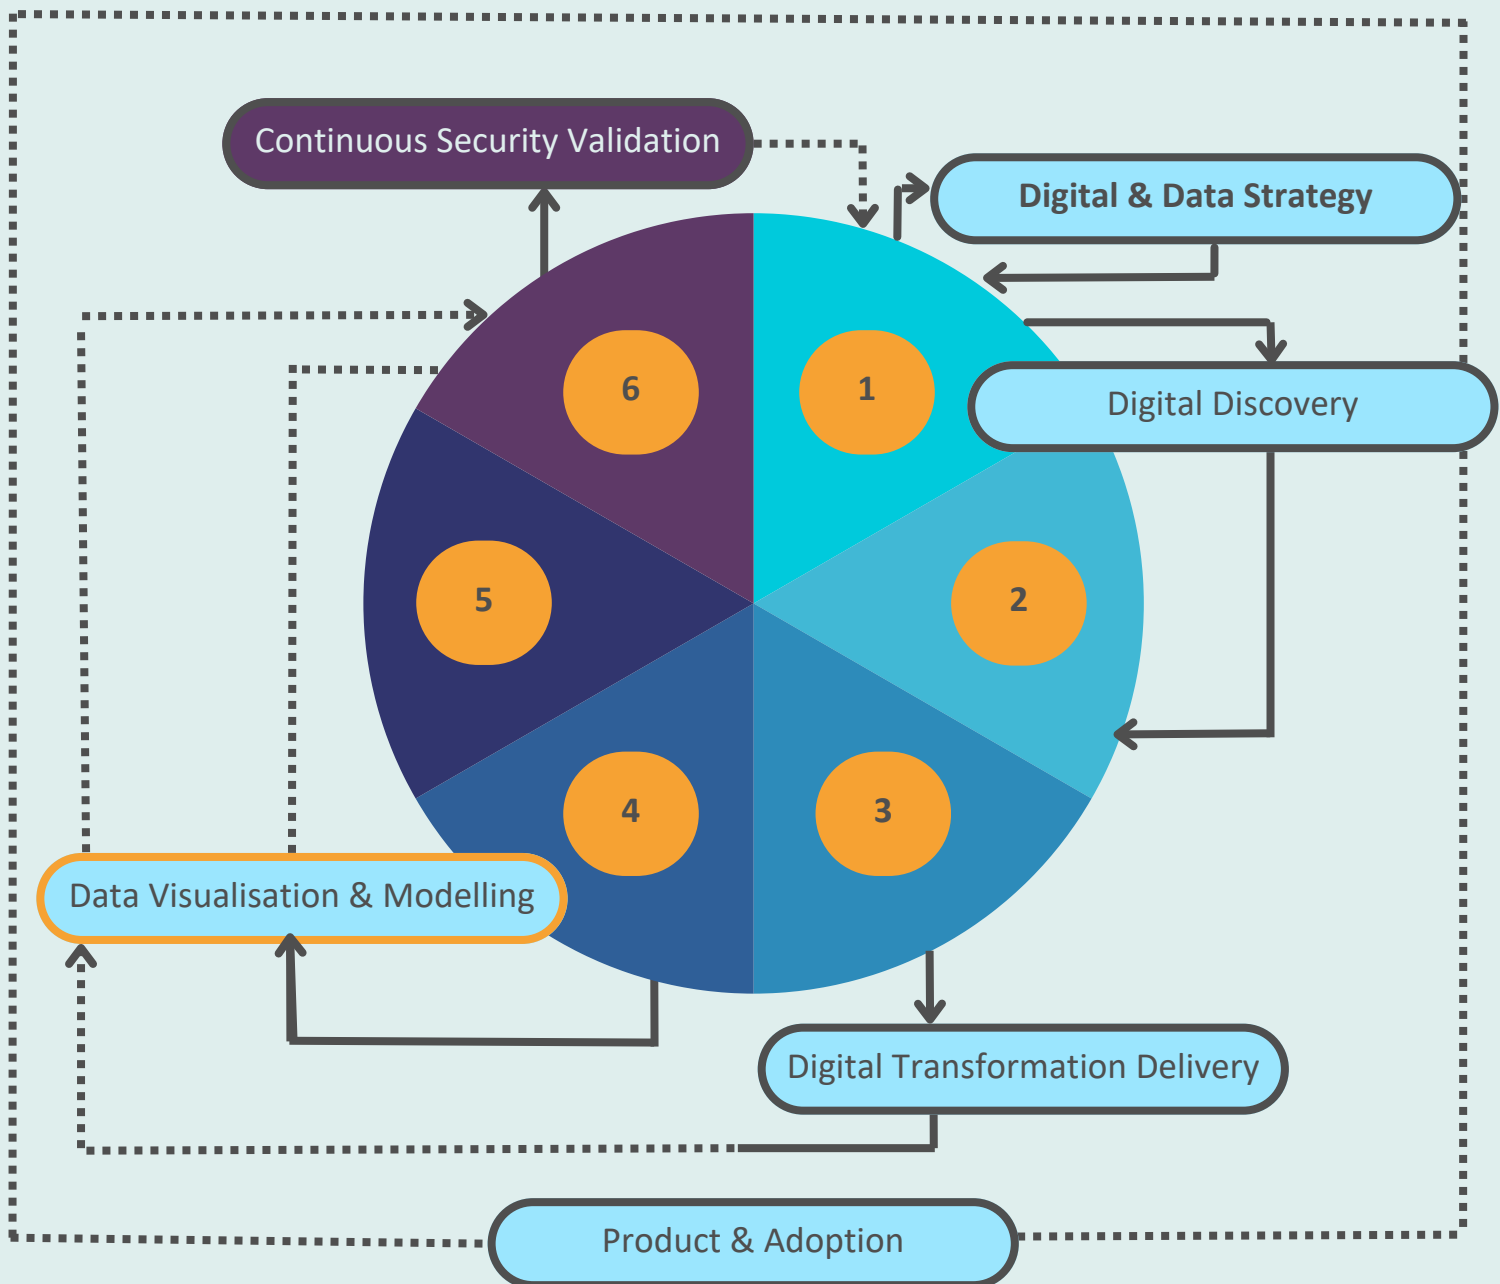 Continuous Security Validation
Digital & Data Strategy
6
1
Digital Discovery
5
2
4
3
Data Visualisation & Modelling
Digital Transformation Delivery
Product & Adoption